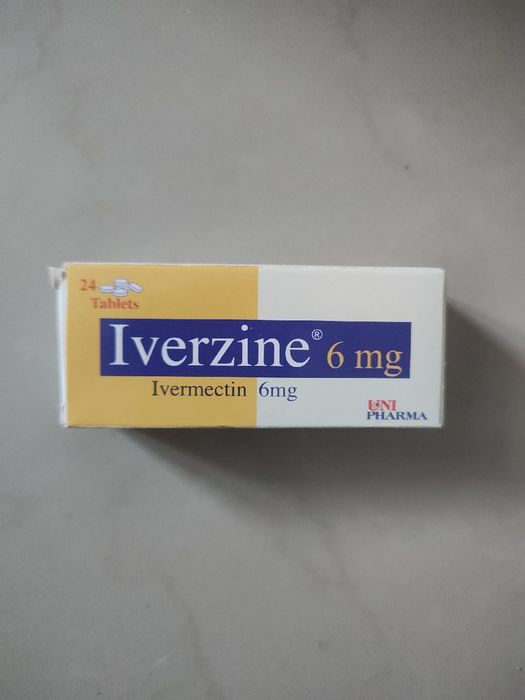 24
Tablets
Iverzine® 6 mg
Ivermectin 6mg
UNI
PHARMA